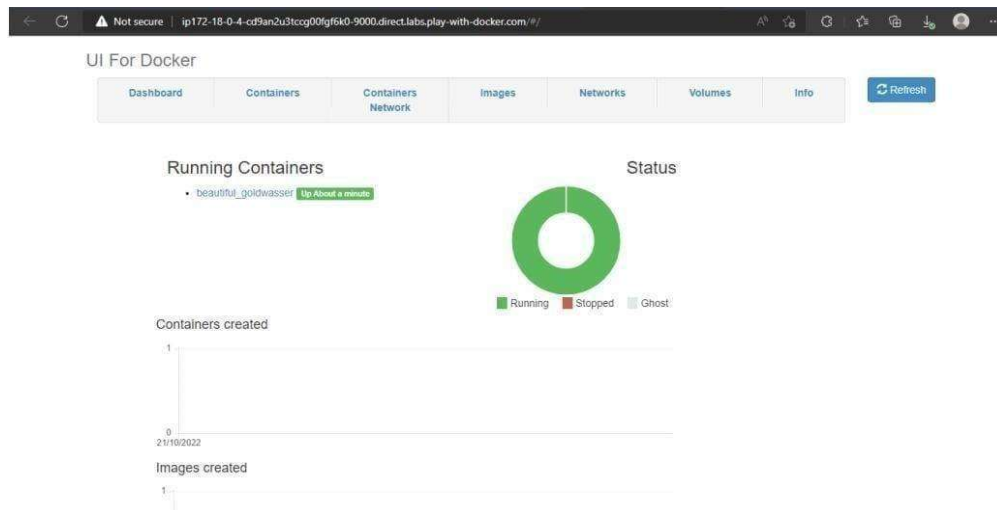 Not secure | ip172-18-0-4-cd9an2u3tccg00fgf6k0-9000.direct.labs.play-with-docker.com/#/
UI For Docker
Dashboard Containers Containers Network Images Networks Volumes Info Refresh
Running Containers
beautiful_goldwasser Up About a minute
Status
Running Stopped Ghost
Containers created
1
0
21/10/2022
Images created
1